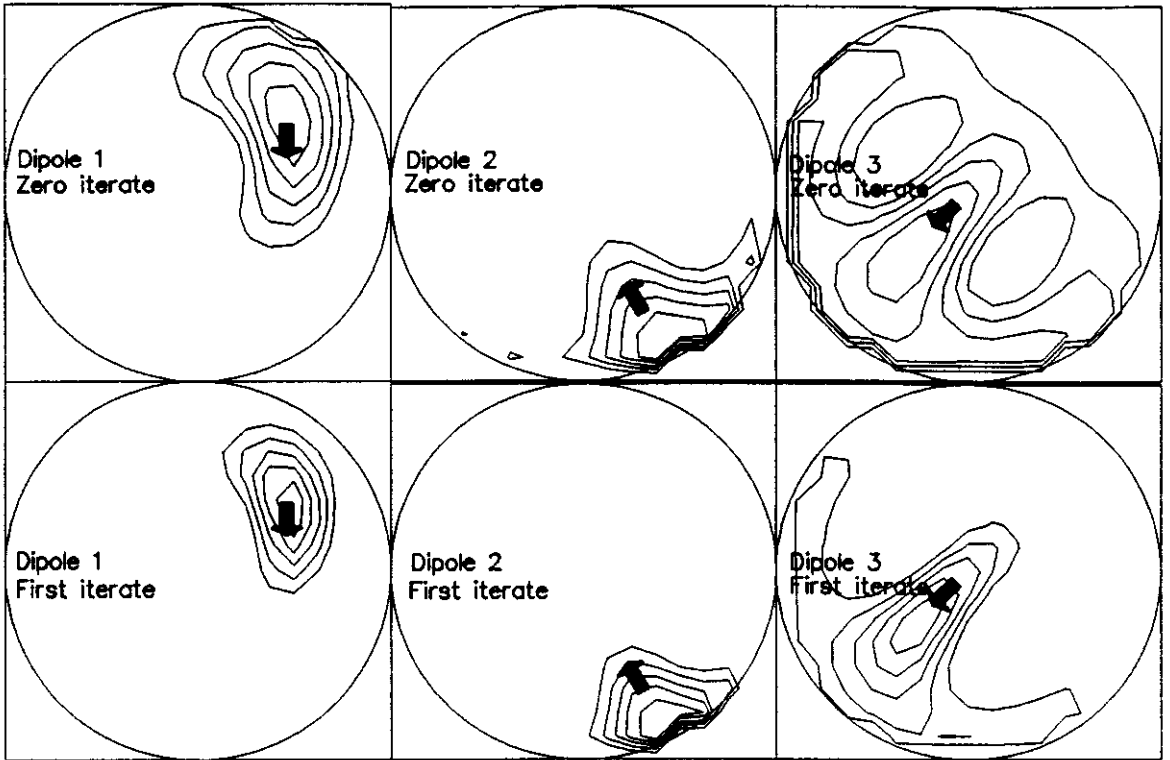 Dipole 1
Zero iterate
Dipole 2
Zero iterate
Dipole 3
Zero iterate
Dipole 1
First iterate
Dipole 2
First iterate
Dipole 3
First iterate